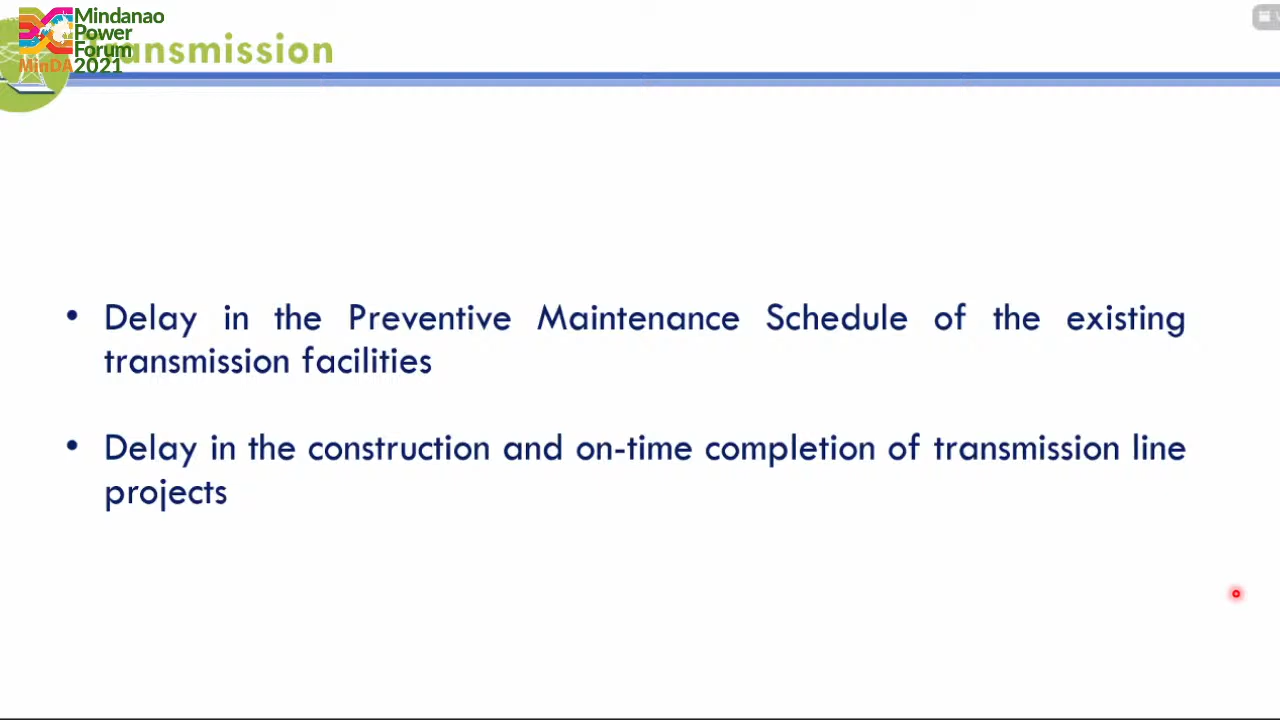 Mindanao
Power
Forum
MinDA 2021
ansmission
• Delay in the Preventive Maintenance Schedule of the existing
transmission facilities
• Delay in the construction and on-time completion of transmission line
projects